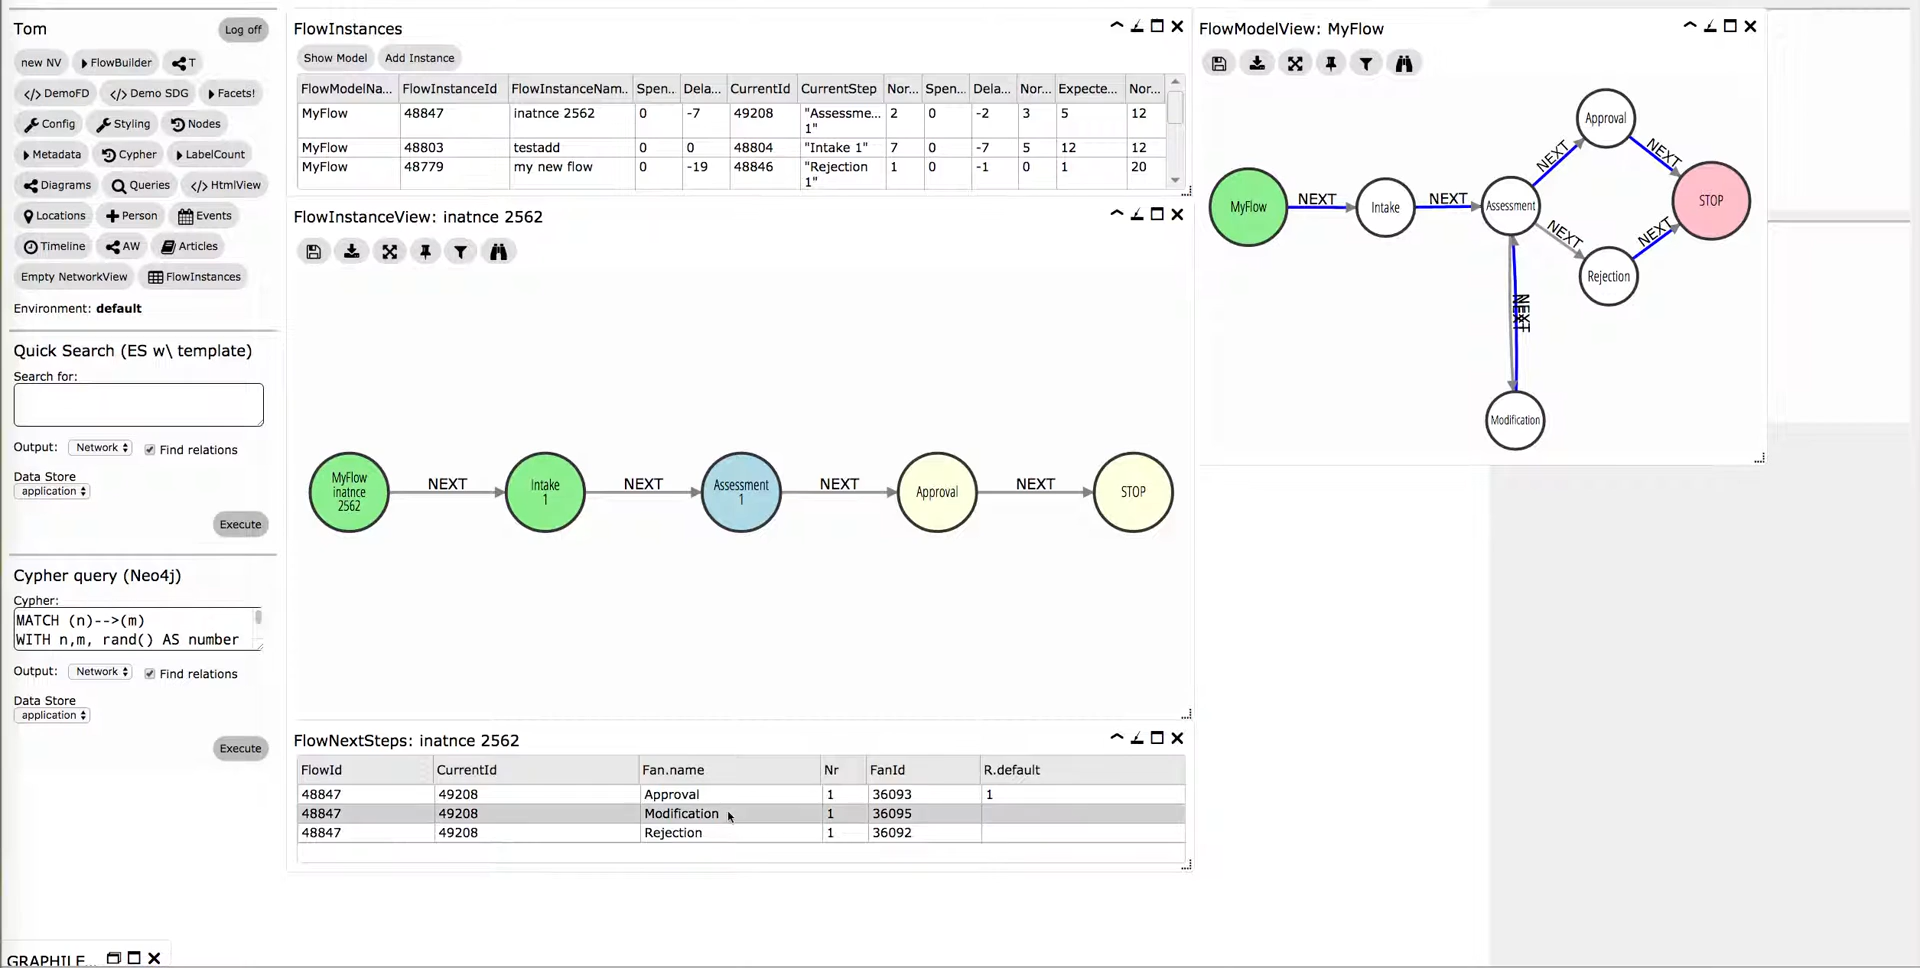 Tom
Log off
new NV
FlowBuilder
T
</> DemoFD
</> Demo SDG
Facets!
Config
Styling
Nodes
Metadata
Cypher
LabelCount
Diagrams
Queries
</> HtmlView
Locations
Person
Events
Timeline
AW
Articles
Empty NetworkView
FlowInstances
Environment: default
Quick Search (ES w\ template)
Search for:
Output: Network Find relations
Data Store
application
Execute
Cypher query (Neo4j)
Cypher:
MATCH (n)-->(m)
WITH n,m, rand() AS number
Output: Network Find relations
Data Store
application
Execute
GRAPHILE...
FlowInstances
Show Model Add Instance
FlowModelNa... FlowInstanceId FlowInstanceNam... Spen... Dela... CurrentId CurrentStep Nor... Spen... Dela... Nor... Expecte... Nor...
MyFlow 48847 inatnce 2562 0 -7 49208 "Assessme... 2 0 -2 3 5 12
1"
MyFlow 48803 testadd 0 0 48804 "Intake 1" 7 0 -7 5 12 12
MyFlow 48779 my new flow 0 -19 48846 "Rejection 1 0 -1 0 1 20
1"
FlowInstanceView: inatnce 2562
MyFlow
inatnce
2562
NEXT
Intake
1
NEXT
Assessment
1
NEXT
Approval
NEXT
STOP
FlowNextSteps: inatnce 2562
FlowId CurrentId Fan.name Nr FanId R.default
48847 49208 Approval 1 36093 1
48847 49208 Modification 1 36095
48847 49208 Rejection 1 36092
FlowModelView: MyFlow
MyFlow
NEXT
Intake
NEXT
Assessment
NEXT
Approval
NEXT
STOP
NEXT
Rejection
NEXT
NEXT
NEXT
Modification